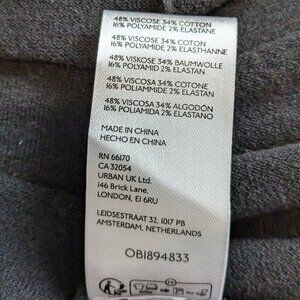 48% VISCOSE 34% COTTON
16% POLYAMIDE 2% ELASTANE
48% VISCOSE 34% COTON
16% POLYAMIDE 2% ELASTHANNE
48% VISKOSE 34% BAUMWOLLE
16% POLYAMID 2% ELASTAN
48% VISCOSA 34% COTONE
16% POLIAMMIDE 2% ELASTAN
48% VISCOSA 34% ALGODÓN
16% POLIAMIDA 2% ELASTANO
MADE IN CHINA
HECHO EN CHINA
RN 66170
CA 32054
URBAN UK Ltd.
146 Brick Lane,
LONDON, E1 6RU
LEIDSESTRAAT 32, 1017 PB
AMSTERDAM, NETHERLANDS
OB1894833